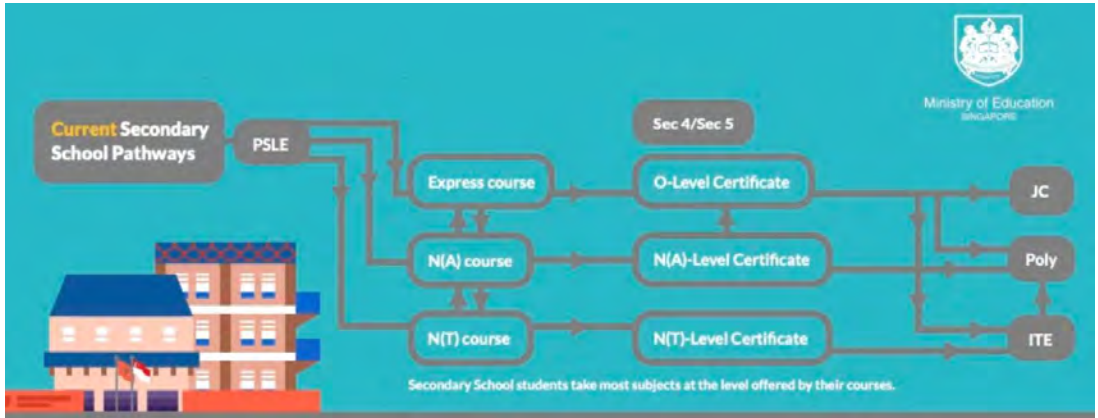 Ministry of Education
SINGAPORE
Current Secondary
School Pathways
PSLE
Sec 4/Sec 5
Express course
O-Level Certificate
JC
N(A) course
N(A)-Level Certificate
Poly
N(T) course
N(T)-Level Certificate
ITE
Secondary School students take most subjects at the level offered by their courses.